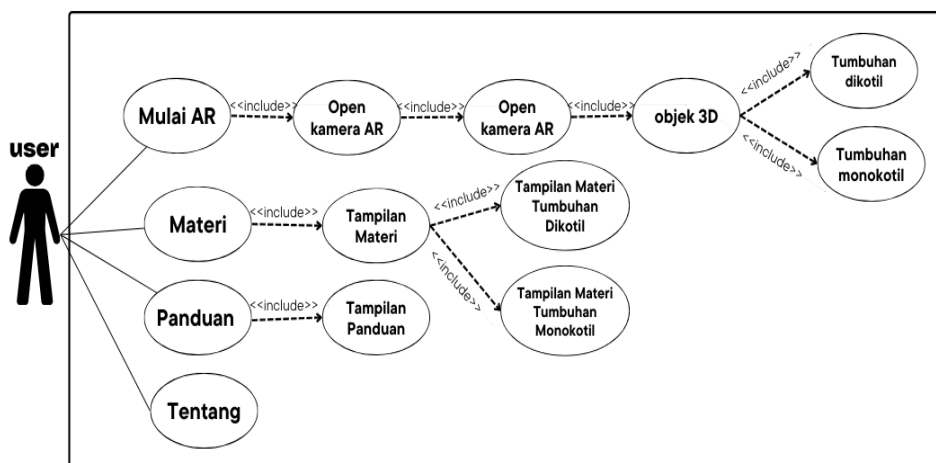 user
Mulai AR
<<include>>
Open
kamera AR
<<include>>
Open
kamera AR
<<include>>
objek 3D
<<include>>
Tumbuhan
dikotil
<<include>>
Tumbuhan
monokotil
Materi
<<include>>
Tampilan
Materi
<<include>>
Tampilan Materi
Tumbuhan
Dikotil
<<include>>
Tampilan Materi
Tumbuhan
Monokotil
Panduan
<<include>>
Tampilan
Panduan
Tentang